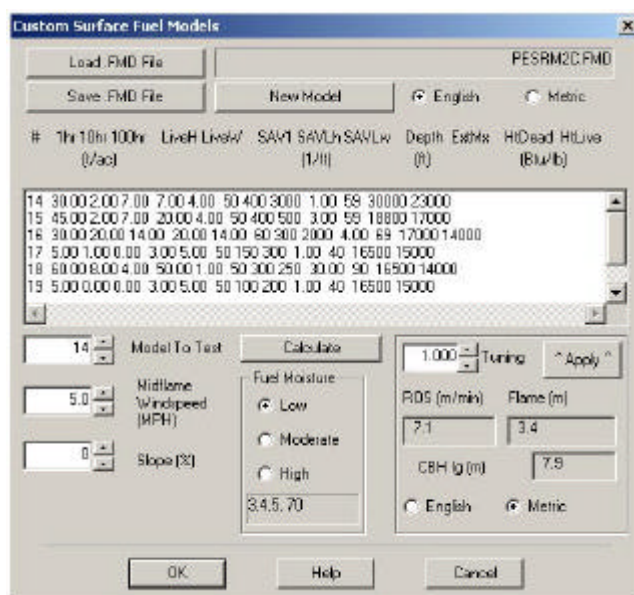 Custom Surface Fuel Models
Load .FMD File
PESRM2C.FMD
Save .FMD File New Model English Metric
# 1hr 10hr 100hr LiveH LiveW SAV1 SAVLh SAVLw Depth ExtMx HtDead HtLive
(t/ac) (1/ft) (ft) (Btu/lb)
14 30.00 2.00 7.00 7.00 4.00 50 400 3000 1.00 59 30000 23000
15 45.00 2.00 7.00 20.00 4.00 50 400 500 3.00 59 18800 17000
16 30.00 20.00 14.00 20.00 14.00 60 300 2000 4.00 69 17000 14000
17 5.00 1.00 0.00 3.00 5.00 50 150 300 1.00 40 16500 15000
18 60.00 8.00 4.00 50.00 1.00 50 300 250 30.00 90 16500 14000
19 5.00 0.00 0.00 3.00 5.00 50 100 200 1.00 40 16500 15000
14 Model To Test Calculate
5.0 Midflame
Windspeed
(MPH)
0 Slope (%)
Fuel Moisture
Low
Moderate
High
3,4,5, 70
1.000 Tuning ^ Apply ^
ROS (m/min) Flame (m)
7.1 3.4
CBH Ig (m) 7.9
English Metric
OK Help Cancel